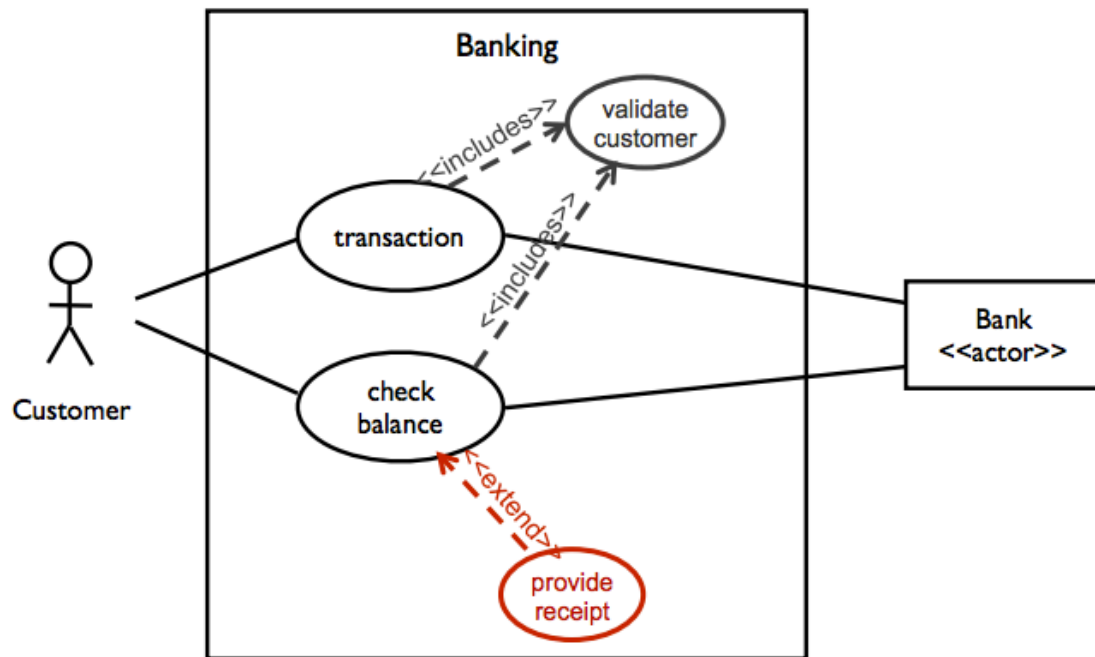 Banking
validate
customer
<<includes>>
transaction
<<includes>>
Bank
<<actor>>
check
balance
Customer
<<extend>>
provide
receipt